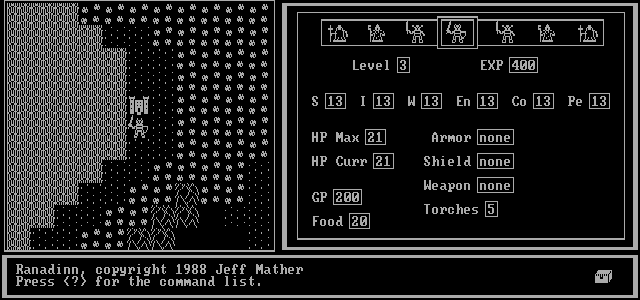 Level 3 EXP 400
S 13 I 13 W 13 En 13 Co 13 Pe 13
HP Max 21 Armor none
HP Curr 21 Shield none
Weapon none
GP 200
Torches 5
Food 20
Ranadinn, copyright 1988 Jeff Mather
Press <?> for the command list.